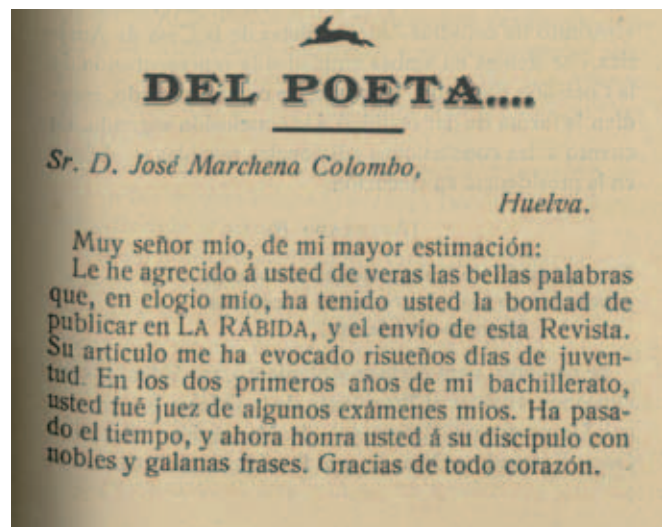 DEL POETA....
Sr. D. José Marchena Colombo,
Huelva.
Muy señor mio, de mi mayor estimación:
Le he agrecido á usted de veras las bellas palabras
que, en elogio mio, ha tenido usted la bondad de
publicar en LA RÁBIDA, y el envío de esta Revista.
Su artículo me ha evocado risueños días de juven-
tud. En los dos primeros años de mi bachillerato,
usted fué juez de algunos exámenes mios. Ha pasa-
do el tiempo, y ahora honra usted á su discípulo con
nobles y galanas frases. Gracias de todo corazón.